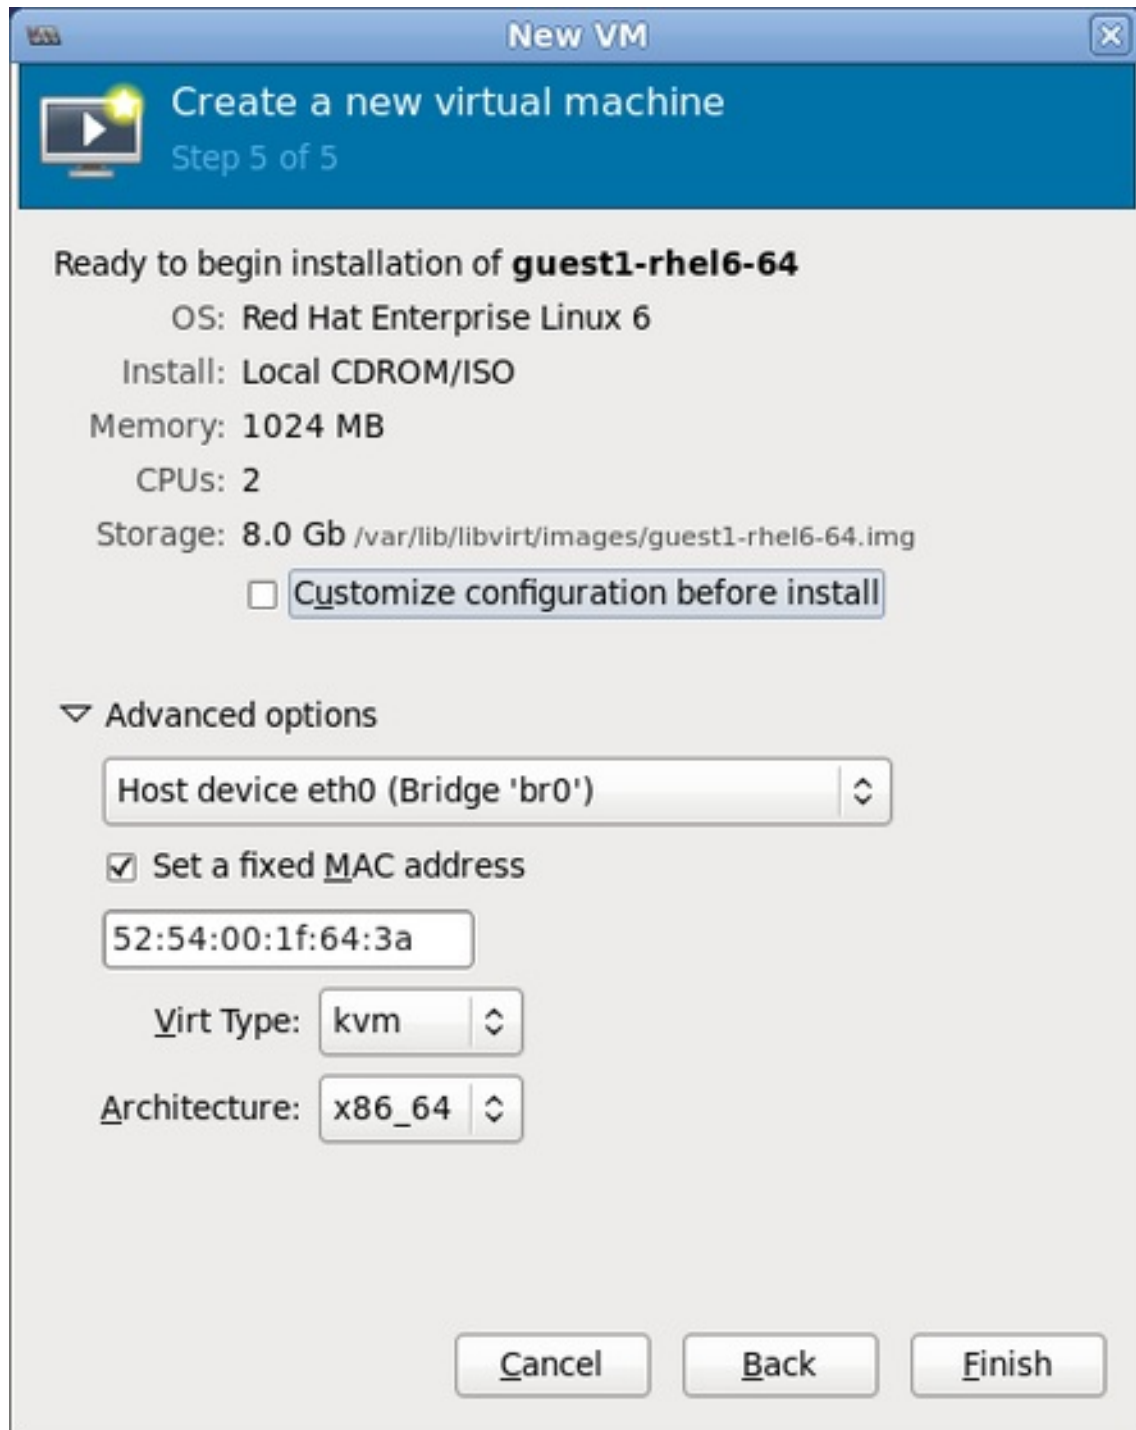 New VM
Create a new virtual machine
Step 5 of 5
Ready to begin installation of guest1-rhel6-64
OS: Red Hat Enterprise Linux 6
Install: Local CDROM/ISO
Memory: 1024 MB
CPUs: 2
Storage: 8.0 Gb /var/lib/libvirt/images/guest1-rhel6-64.img
Customize configuration before install
Advanced options
Host device eth0 (Bridge 'br0')
Set a fixed MAC address
52:54:00:1f:64:3a
Virt Type: kvm
Architecture: x86_64
Cancel Back Finish